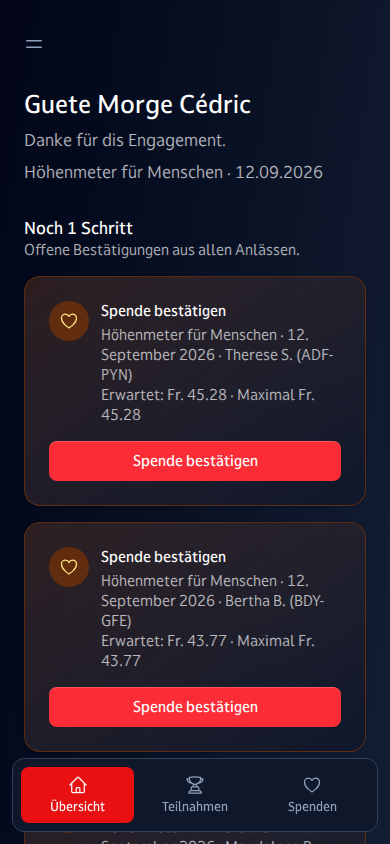 Guete Morge Cédric
Danke für dis Engagement.
Höhenmeter für Menschen · 12.09.2026
Noch 1 Schritt
Offene Bestätigungen aus allen Anlässen.
Spende bestätigen
Höhenmeter für Menschen · 12.
September 2026 · Therese S. (ADF-
PYN)
Erwartet: Fr. 45.28 · Maximal Fr.
45.28
Spende bestätigen
Spende bestätigen
Höhenmeter für Menschen · 12.
September 2026 · Bertha B. (BDY-
GFE)
Erwartet: Fr. 43.77 · Maximal Fr.
43.77
Spende bestätigen
Übersicht
Teilnahmen
Spenden